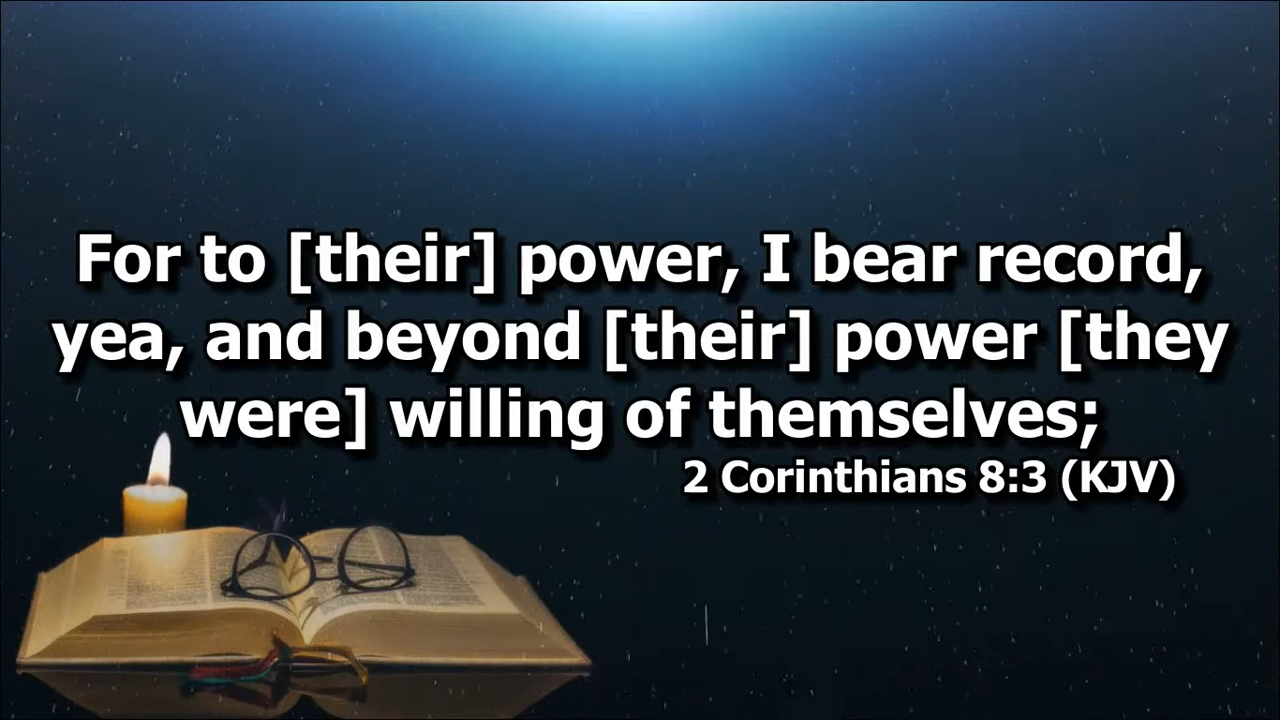 For to [their] power, I bear record,
yea, and beyond [their] power [they
were] willing of themselves;
2 Corinthians 8:3 (KJV)